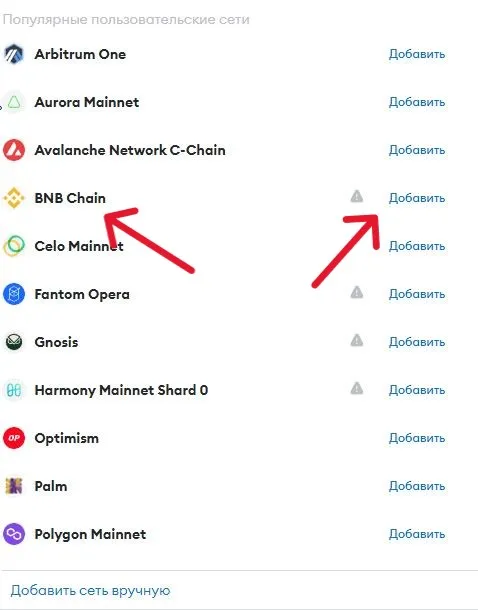 Популярные пользовательские сети
Arbitrum One Добавить
Aurora Mainnet Добавить
Avalanche Network C-Chain Добавить
BNB Chain Добавить
Celo Mainnet Добавить
Fantom Opera Добавить
Gnosis Добавить
Harmony Mainnet Shard 0 Добавить
OP Optimism Добавить
Palm Добавить
Polygon Mainnet Добавить
Добавить сеть вручную